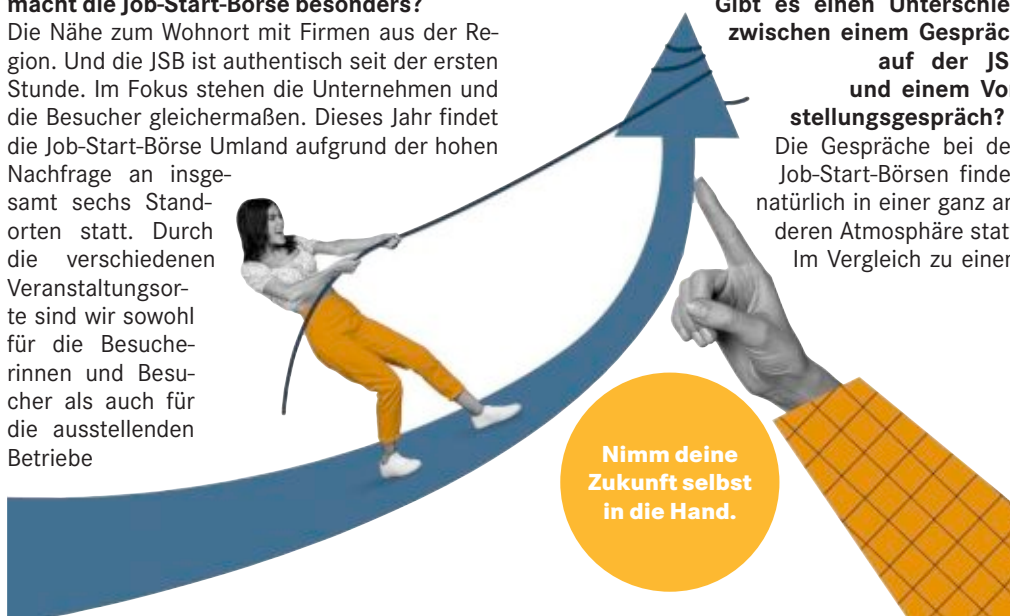 macht die Job-Start-Börse besonders?
Die Nähe zum Wohnort mit Firmen aus der Re-
gion. Und die JSB ist authentisch seit der ersten
Stunde. Im Fokus stehen die Unternehmen und
die Besucher gleichermaßen. Dieses Jahr findet
die Job-Start-Börse Umland aufgrund der hohen
Nachfrage an insge-
samt sechs Stand-
orten statt. Durch
die verschiedenen
Veranstaltungsor-
te sind wir sowohl
für die Besuche-
rinnen und Besu-
cher als auch für
die ausstellenden
Betriebe
Gibt es einen Unterschie
zwischen einem Gespräc
auf der JS
und einem Vor
stellungsgespräch?
Die Gespräche bei de
Job-Start-Börsen finde
natürlich in einer ganz an
deren Atmosphäre stat
Im Vergleich zu einer
Nimm deine
Zukunft selbst
in die Hand.